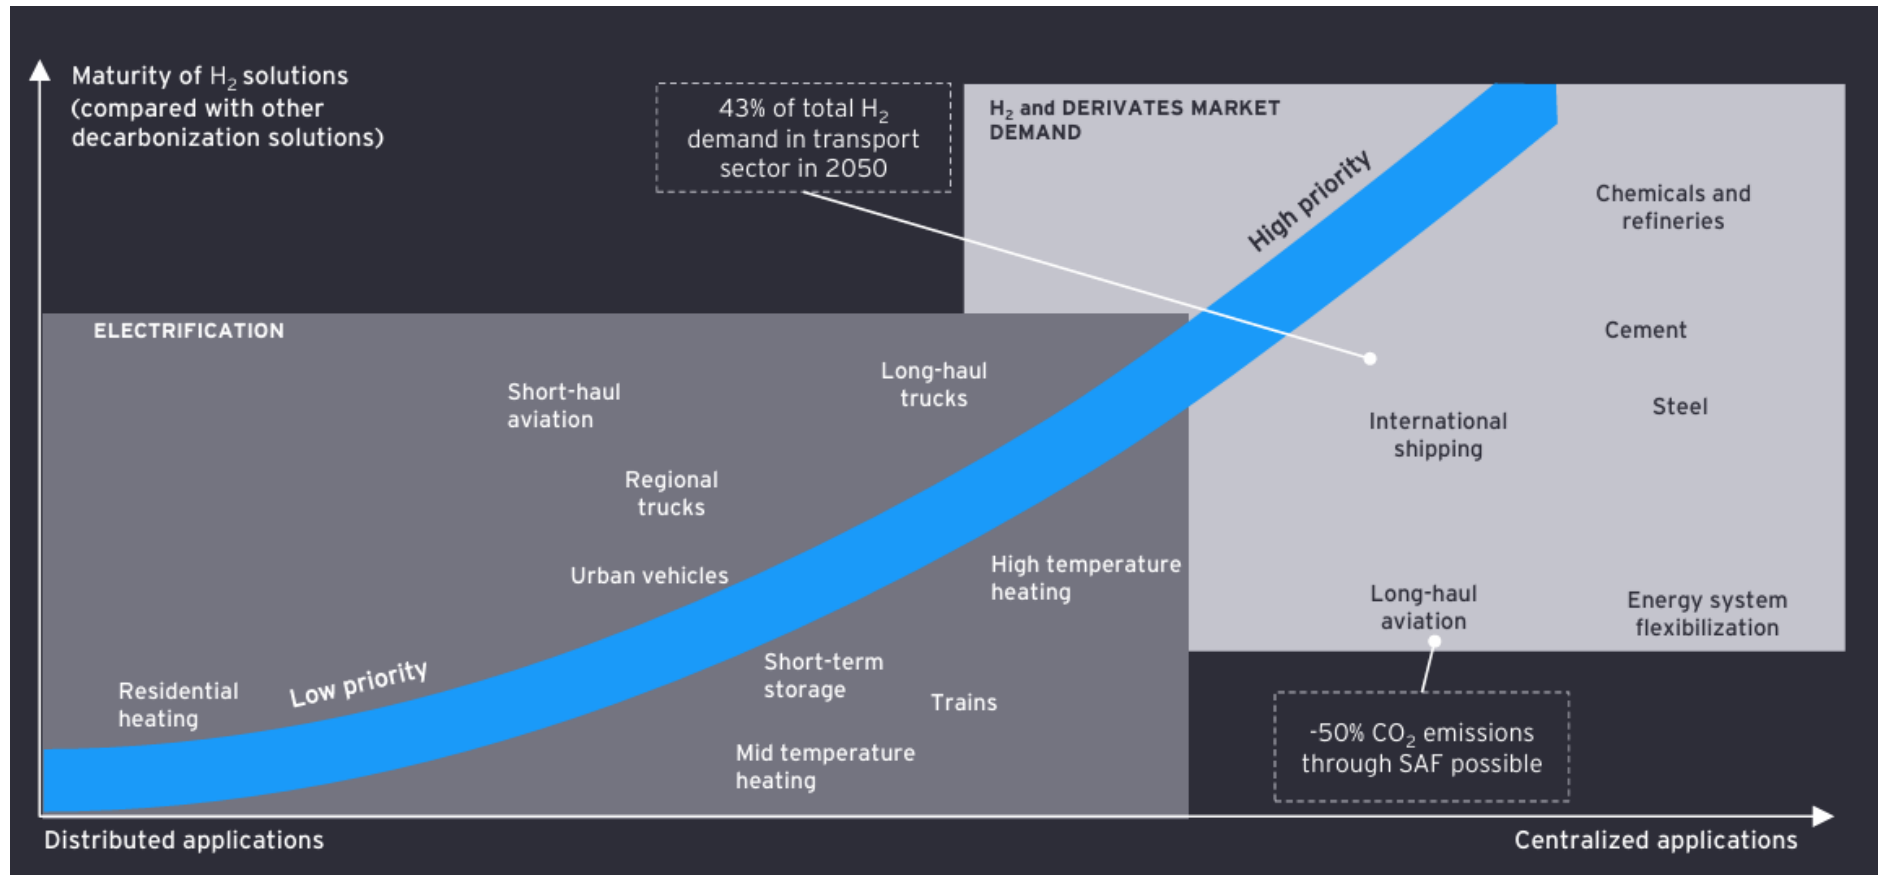 Maturity of H₂ solutions
(compared with other
decarbonization solutions)
43% of total H₂
demand in transport
sector in 2050
H₂ and DERIVATES MARKET
DEMAND
High priority
Chemicals and
refineries
ELECTRIFICATION
Cement
Short-haul
aviation
Long-haul
trucks
Steel
International
shipping
Regional
trucks
Urban vehicles
High temperature
heating
Long-haul
aviation
Energy system
flexibilization
Residential
heating
Low priority
Short-term
storage
Trains
Mid temperature
heating
-50% CO₂ emissions
through SAF possible
Distributed applications
Centralized applications